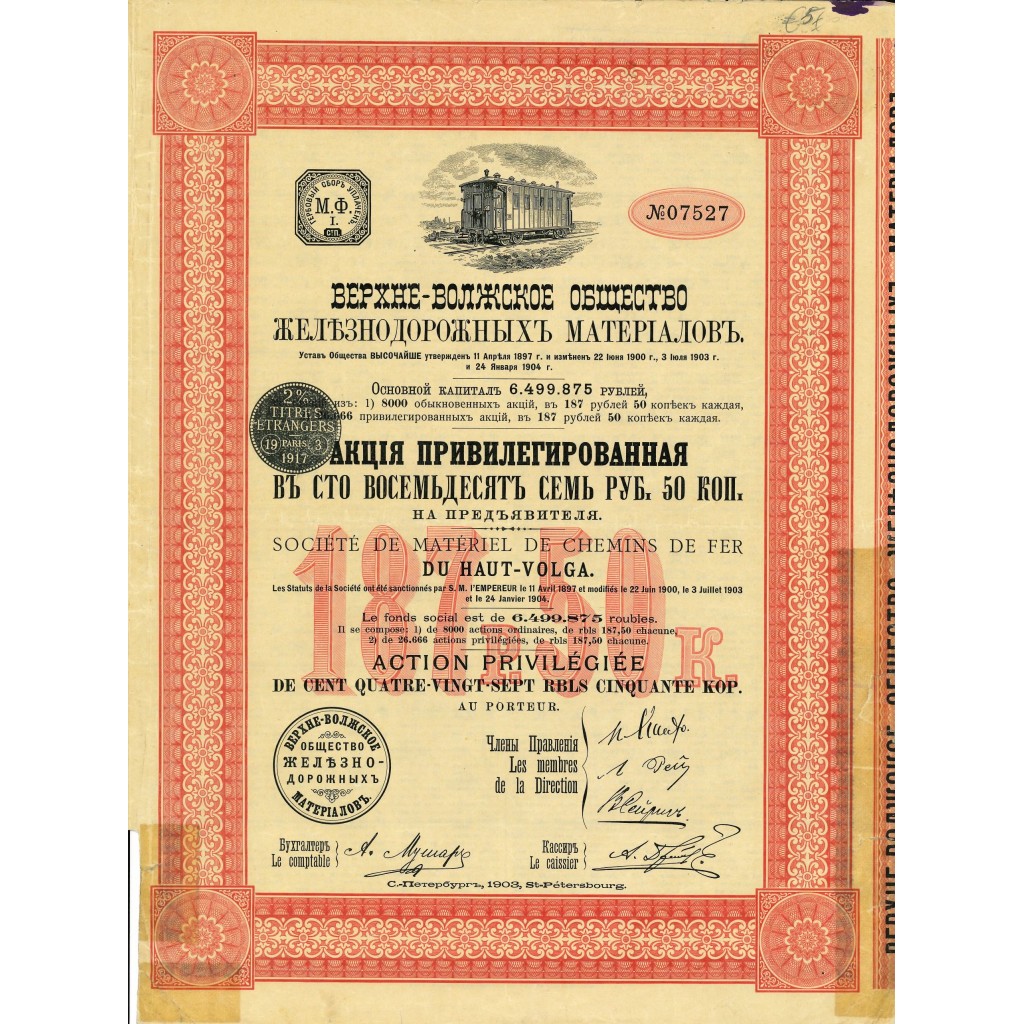 €5
ГЕРБОВЫЙ СБОРЪ УПЛАЧЕНЪ
М.Ф.
I.
СТП.
№07527
ВЕРХНЕ-ВОЛЖСКОЕ ОБЩЕСТВО
ЖЕЛѢЗНОДОРОЖНЫХЪ МАТЕРІАЛОВЪ.
Уставъ Общества ВЫСОЧАЙШЕ утвержденъ 11 Апрѣля 1897 г. и измѣненъ 22 Іюня 1900 г., 3 Іюля 1903 г.
и 24 Января 1904 г.
Основной капиталъ 6.499.875 рублей,
изъ: 1) 8000 обыкновенныхъ акцій, въ 187 рублей 50 копѣекъ каждая,
привилегированныхъ акцій, въ 187 рублей 50 копѣекъ каждая.
2%
TITRES
ETRANGERS
19 PARIS 3
1917
АКЦІЯ ПРИВИЛЕГИРОВАННАЯ
ВЪ СТО ВОСЕМЬДЕСЯТЪ СЕМЬ РУБ. 50 КОП.
НА ПРЕДЪЯВИТЕЛЯ.
187 Р. 50 К.
SOCIÉTÉ DE MATÉRIEL DE CHEMINS DE FER
DU HAUT-VOLGA.
Les Statuts de la Société ont été sanctionnés par S. M. l'EMPEREUR le 11 Avril 1897 et modifiés le 22 Juin 1900, le 3 Juillet 1903
et le 24 Janvier 1904.
Le fonds social est de 6.499.875 roubles.
Il se compose: 1) de 8000 actions ordinaires, de rbls 187,50 chacune,
2) de 26.666 actions privilégiées, de rbls 187,50 chacune.
ACTION PRIVILÉGIÉE
DE CENT QUATRE-VINGT-SEPT RBLS CINQUANTE KOP.
AU PORTEUR.
ВЕРХНЕ-ВОЛЖСКОЕ
ОБЩЕСТВО
ЖЕЛѢЗНО-
ДОРОЖНЫХЪ
МАТЕРІАЛОВЪ.
Члены Правленія
Les membres
de la Direction
Бухгалтеръ
Le comptable
Кассиръ
Le caissier
С.-Петербургъ, 1903, St-Pétersbourg.
ВЕРХНЕ-ВОЛЖСКОЕ ОБЩЕСТВО ЖЕЛѢЗНОДОРОЖНЫХЪ МАТЕРІАЛОВЪ